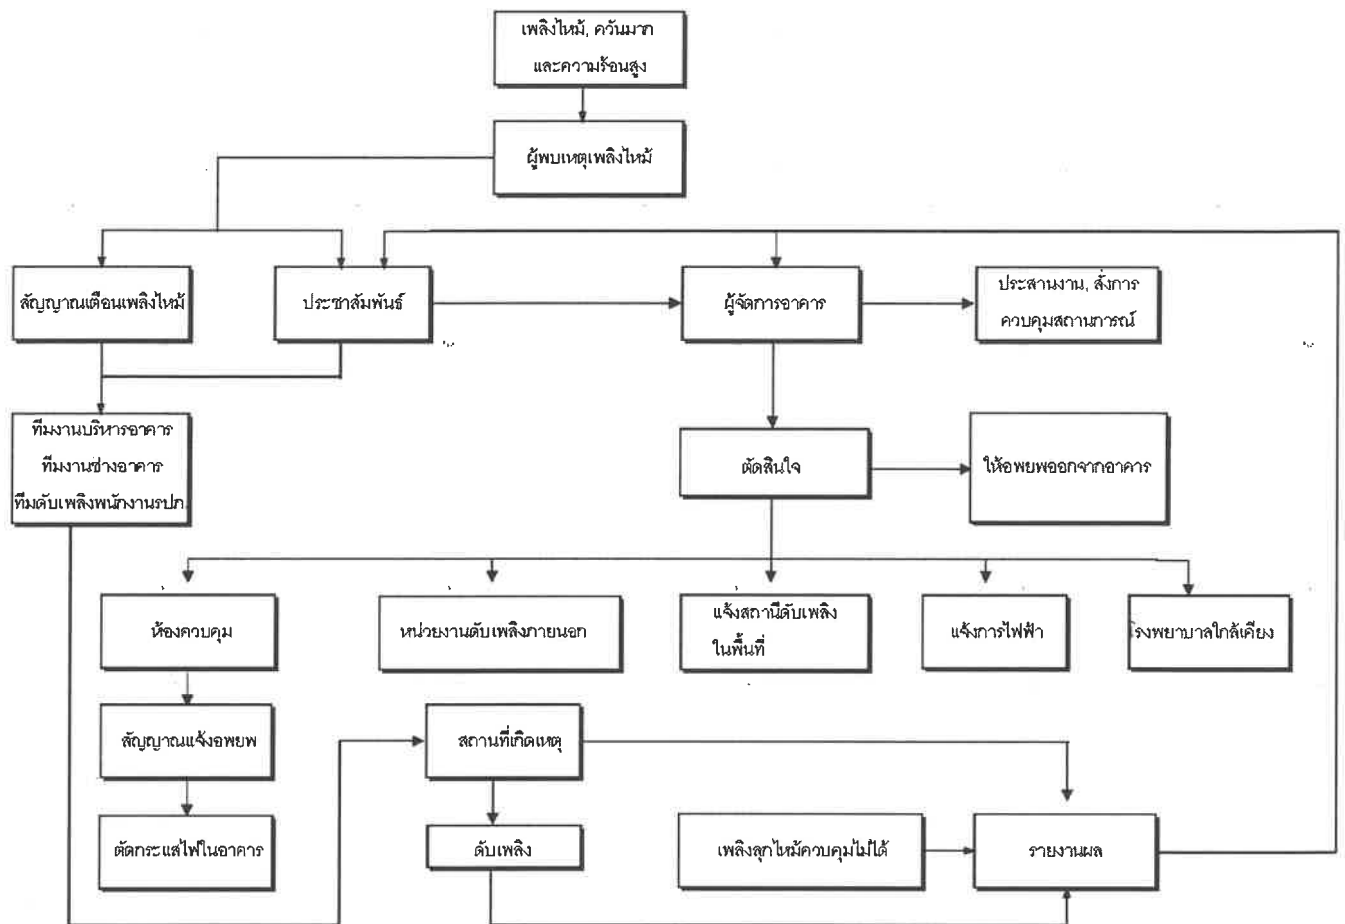 เพลิงไหม้, ควันมาก
และความร้อนสูง
ผู้พบเหตุเพลิงไหม้
สัญญาณเตือนเพลิงไหม้
ประชาสัมพันธ์
ผู้จัดการอาคาร
ประสานงาน, สั่งการ
ควบคุมสถานการณ์
ทีมงานบริหารอาคาร
ทีมงานช่างอาคาร
ทีมดับเพลิงพนักงานรปภ.
ตัดสินใจ
ให้อพยพออกจากอาคาร
ห้องควบคุม
หน่วยงานดับเพลิงภายนอก
แจ้งสถานีดับเพลิง
ในพื้นที่
แจ้งการไฟฟ้า
โรงพยาบาลใกล้เคียง
สัญญาณแจ้งอพยพ
สถานที่เกิดเหตุ
ตัดกระแสไฟในอาคาร
ดับเพลิง
เพลิงลุกไหม้ควบคุมไม่ได้
รายงานผล